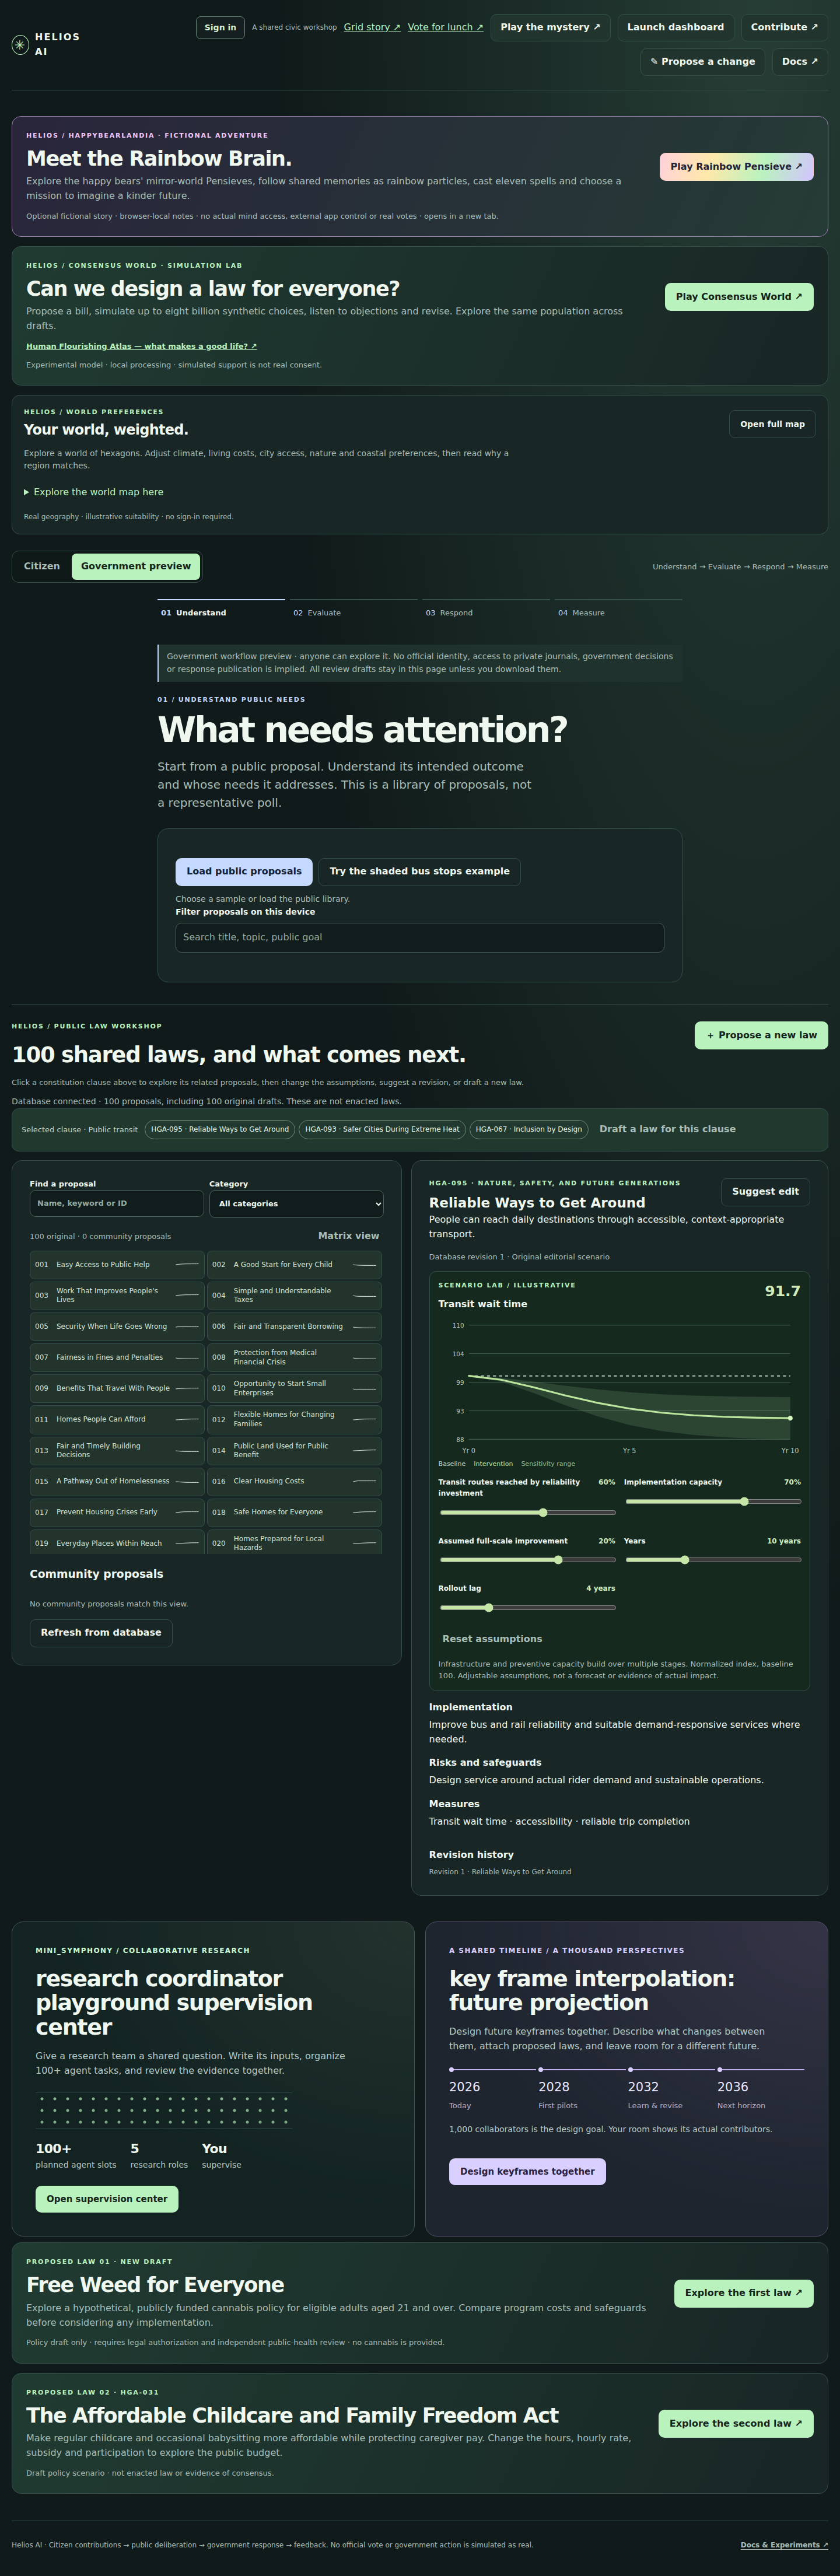 HELIOS
AI
Sign in
A shared civic workshop
Grid story ↗
Vote for lunch ↗
Play the mystery ↗
Launch dashboard
Contribute ↗
✎ Propose a change
Docs ↗
HELIOS / HAPPYBEARLANDIA · FICTIONAL ADVENTURE
Meet the Rainbow Brain.
Explore the happy bears' mirror-world Pensieves, follow shared memories as rainbow particles, cast eleven spells and choose a
mission to imagine a kinder future.
Optional fictional story · browser-local notes · no actual mind access, external app control or real votes · opens in a new tab.
Play Rainbow Pensieve ↗
HELIOS / CONSENSUS WORLD · SIMULATION LAB
Can we design a law for everyone?
Propose a bill, simulate up to eight billion synthetic choices, listen to objections and revise. Explore the same population across
drafts.
Human Flourishing Atlas — what makes a good life? ↗
Experimental model · local processing · simulated support is not real consent.
Play Consensus World ↗
HELIOS / WORLD PREFERENCES
Your world, weighted.
Explore a world of hexagons. Adjust climate, living costs, city access, nature and coastal preferences, then read why a
region matches.
▶ Explore the world map here
Real geography · illustrative suitability · no sign-in required.
Open full map
Citizen
Government preview
Understand → Evaluate → Respond → Measure
01 Understand
02 Evaluate
03 Respond
04 Measure
Government workflow preview · anyone can explore it. No official identity, access to private journals, government decisions
or response publication is implied. All review drafts stay in this page unless you download them.
01 / UNDERSTAND PUBLIC NEEDS
What needs attention?
Start from a public proposal. Understand its intended outcome
and whose needs it addresses. This is a library of proposals, not
a representative poll.
Load public proposals
Try the shaded bus stops example
Choose a sample or load the public library.
Filter proposals on this device
Search title, topic, public goal
HELIOS / PUBLIC LAW WORKSHOP
100 shared laws, and what comes next.
+ Propose a new law
Click a constitution clause above to explore its related proposals, then change the assumptions, suggest a revision, or draft a new law.
Database connected · 100 proposals, including 100 original drafts. These are not enacted laws.
Selected clause · Public transit
HGA-095 · Reliable Ways to Get Around
HGA-093 · Safer Cities During Extreme Heat
HGA-067 · Inclusion by Design
Draft a law for this clause
Find a proposal
Name, keyword or ID
Category
All categories
100 original · 0 community proposals
Matrix view
001 Easy Access to Public Help
002 A Good Start for Every Child
003 Work That Improves People's
Lives
004 Simple and Understandable
Taxes
005 Security When Life Goes Wrong
006 Fair and Transparent Borrowing
007 Fairness in Fines and Penalties
008 Protection from Medical
Financial Crisis
009 Benefits That Travel With People
010 Opportunity to Start Small
Enterprises
011 Homes People Can Afford
012 Flexible Homes for Changing
Families
013 Fair and Timely Building
Decisions
014 Public Land Used for Public
Benefit
015 A Pathway Out of Homelessness
016 Clear Housing Costs
017 Prevent Housing Crises Early
018 Safe Homes for Everyone
019 Everyday Places Within Reach
020 Homes Prepared for Local
Hazards
Community proposals
No community proposals match this view.
Refresh from database
HGA-095 · NATURE, SAFETY, AND FUTURE GENERATIONS
Reliable Ways to Get Around
Suggest edit
People can reach daily destinations through accessible, context-appropriate
transport.
Database revision 1 · Original editorial scenario
SCENARIO LAB / ILLUSTRATIVE
91.7
Transit wait time
110
104
99
93
88
Yr 0
Yr 5
Yr 10
Baseline Intervention Sensitivity range
Transit routes reached by reliability
investment
60%
Implementation capacity 70%
Assumed full-scale improvement 20%
Years 10 years
Rollout lag 4 years
Reset assumptions
Infrastructure and preventive capacity build over multiple stages. Normalized index, baseline
100. Adjustable assumptions, not a forecast or evidence of actual impact.
Implementation
Improve bus and rail reliability and suitable demand-responsive services where
needed.
Risks and safeguards
Design service around actual rider demand and sustainable operations.
Measures
Transit wait time · accessibility · reliable trip completion
Revision history
Revision 1 · Reliable Ways to Get Around
MINI_SYMPHONY / COLLABORATIVE RESEARCH
research coordinator
playground supervision
center
Give a research team a shared question. Write its inputs, organize
100+ agent tasks, and review the evidence together.
100+
planned agent slots
5
research roles
You
supervise
Open supervision center
A SHARED TIMELINE / A THOUSAND PERSPECTIVES
key frame interpolation:
future projection
Design future keyframes together. Describe what changes between
them, attach proposed laws, and leave room for a different future.
2026
Today
2028
First pilots
2032
Learn & revise
2036
Next horizon
1,000 collaborators is the design goal. Your room shows its actual contributors.
Design keyframes together
PROPOSED LAW 01 · NEW DRAFT
Free Weed for Everyone
Explore a hypothetical, publicly funded cannabis policy for eligible adults aged 21 and over. Compare program costs and safeguards
before considering any implementation.
Policy draft only · requires legal authorization and independent public-health review · no cannabis is provided.
Explore the first law ↗
PROPOSED LAW 02 · HGA-031
The Affordable Childcare and Family Freedom Act
Make regular childcare and occasional babysitting more affordable while protecting caregiver pay. Change the hours, hourly rate,
subsidy and participation to explore the public budget.
Draft policy scenario · not enacted law or evidence of consensus.
Explore the second law ↗
Helios AI · Citizen contributions → public deliberation → government response → feedback. No official vote or government action is simulated as real.
Docs & Experiments ↗